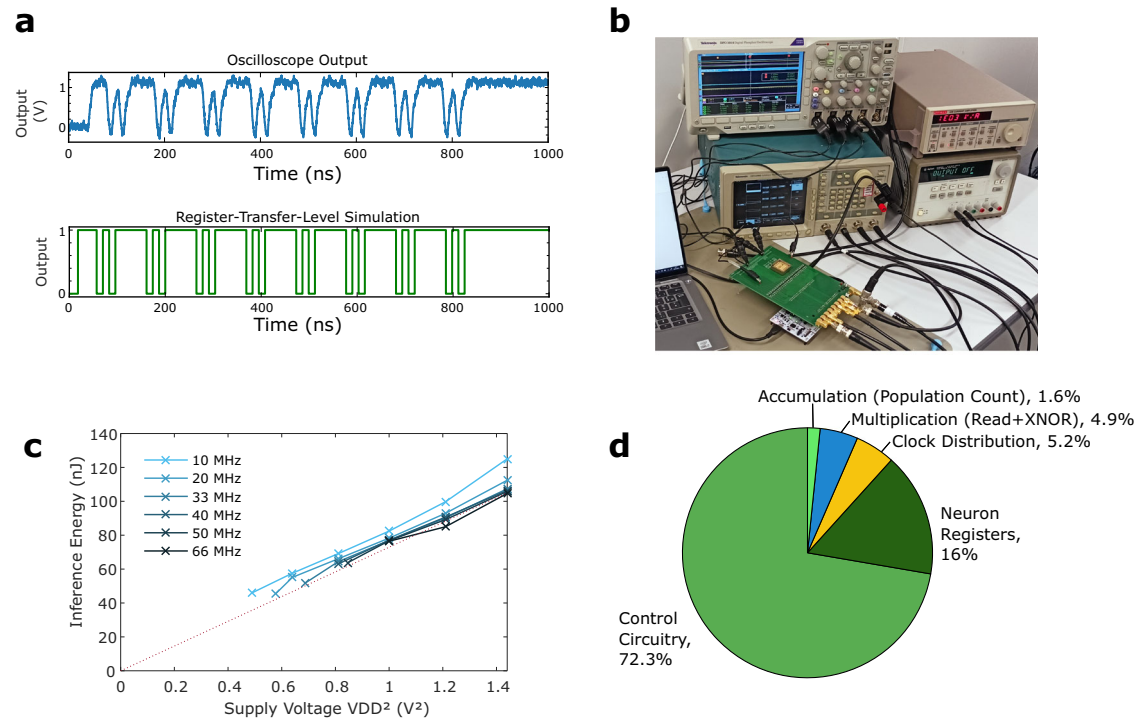 a
Oscilloscope Output
Output
(V)
1
0
0 200 400 600 800 1000
Time (ns)
Register-Transfer-Level Simulation
Output
1
0
0 200 400 600 800 1000
Time (ns)
b
Tektronix
OUTPUT OFF
c
Inference Energy (nJ)
140
120
100
80
60
40
20
0
10 MHz
20 MHz
33 MHz
40 MHz
50 MHz
66 MHz
0 0.2 0.4 0.6 0.8 1 1.2 1.4
Supply Voltage VDD² (V²)
d
Accumulation (Population Count), 1.6%
Multiplication (Read+XNOR), 4.9%
Clock Distribution, 5.2%
Neuron
Registers,
16%
Control
Circuitry,
72.3%